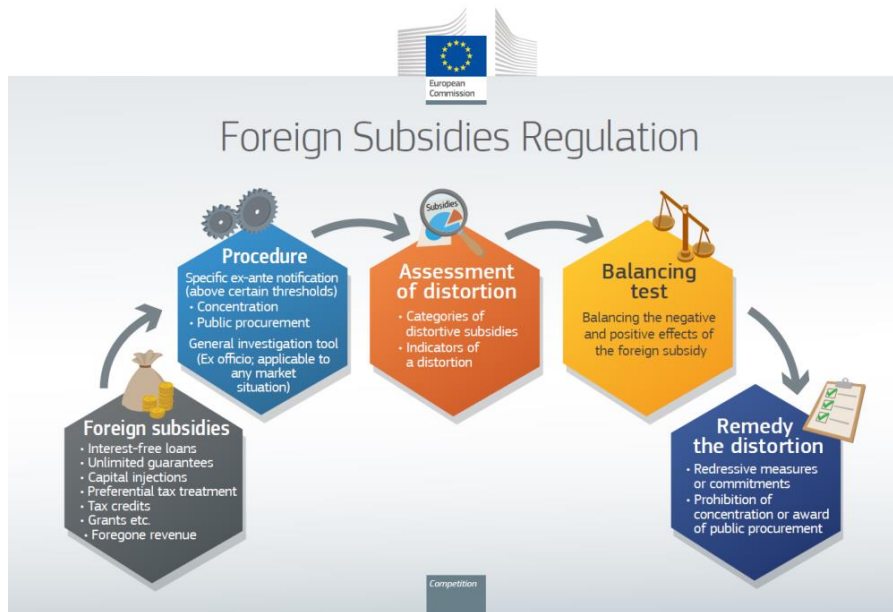 European
Commission
Foreign Subsidies Regulation
Foreign subsidies
• Interest-free loans
• Unlimited guarantees
• Capital injections
• Preferential tax treatment
• Tax credits
• Grants etc.
• Foregone revenue
Procedure
Specific ex-ante notification
(above certain thresholds)
• Concentration
• Public procurement
General investigation tool
(Ex officio; applicable to
any market
situation)
Subsidies
Assessment
of distortion
• Categories of
distortive subsidies
• Indicators of
a distortion
Balancing
test
Balancing the negative
and positive effects of
the foreign subsidy
Remedy
the distortion
• Redressive measures
or commitments
• Prohibition of
concentration or award
of public procurement
Competition